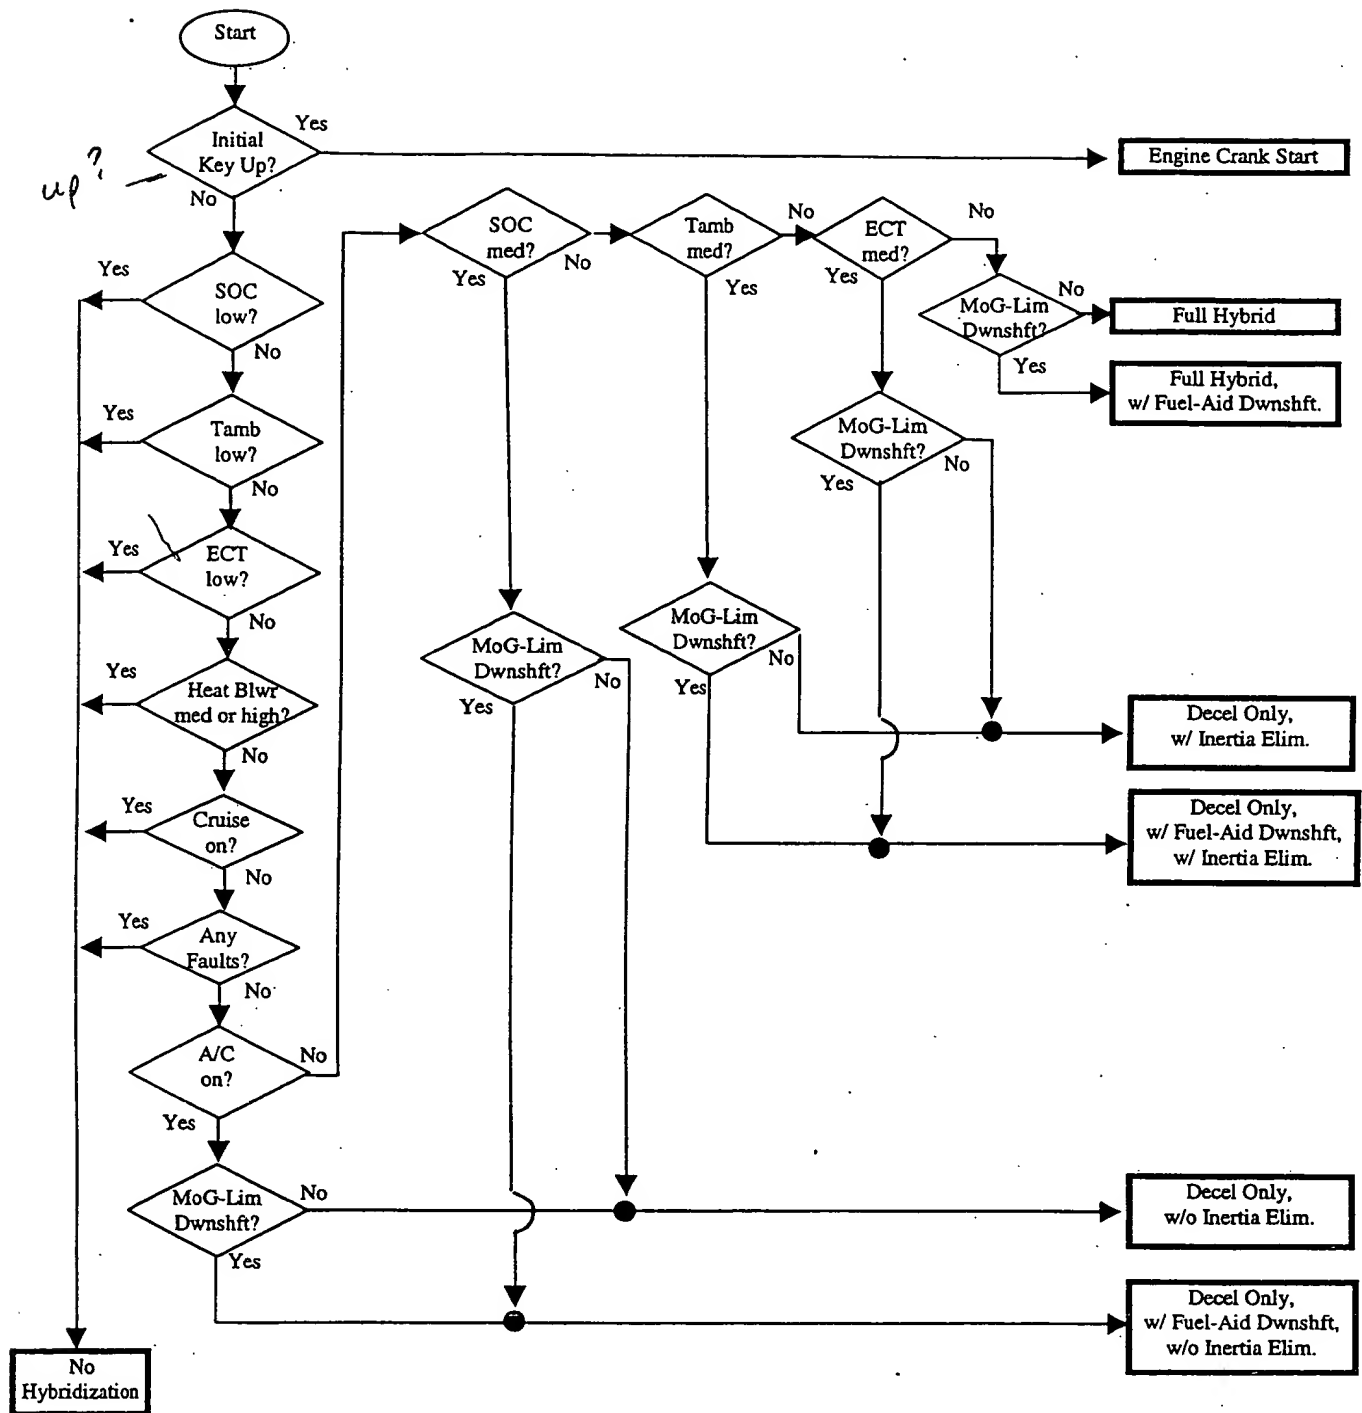 Start
Initial
Key Up?
Yes
Engine Crank Start
up?
No
SOC
low?
Yes
No
Tamb
low?
Yes
No
ECT
low?
Yes
No
Heat Blwr
med or high?
Yes
No
Cruise
on?
Yes
No
Any
Faults?
Yes
No
A/C
on?
No
Yes
MoG-Lim
Dwnshft?
No
Yes
No
Hybridization
SOC
med?
Yes
No
Tamb
med?
No
Yes
ECT
med?
No
Yes
MoG-Lim
Dwnshft?
No
Yes
Full Hybrid
Full Hybrid,
w/ Fuel-Aid Dwnshft.
MoG-Lim
Dwnshft?
Yes
No
MoG-Lim
Dwnshft?
No
Yes
MoG-Lim
Dwnshft?
No
Yes
Decel Only,
w/ Inertia Elim.
Decel Only,
w/ Fuel-Aid Dwnshft,
w/ Inertia Elim.
Decel Only,
w/o Inertia Elim.
Decel Only,
w/ Fuel-Aid Dwnshft,
w/o Inertia Elim.